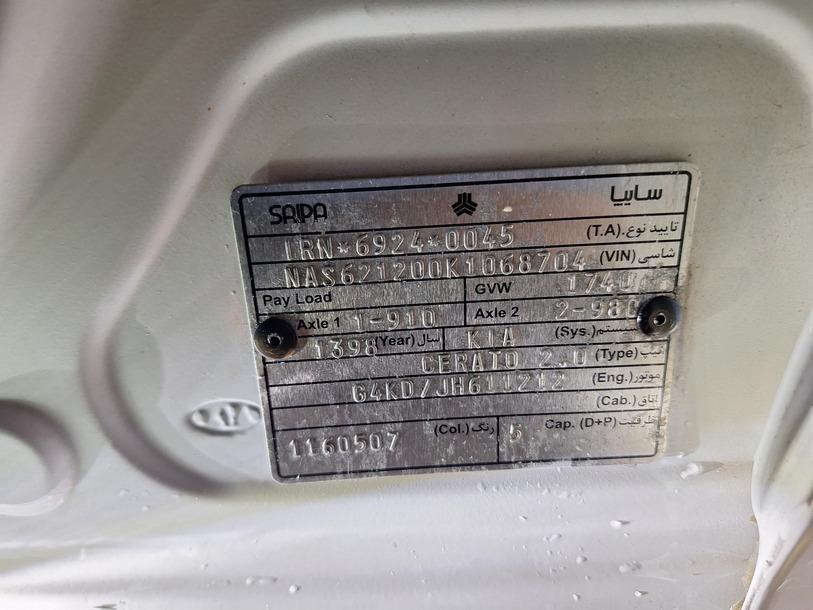 SAIPA سایپا
IRN*6924*0045 (T.A).تایید نوع
NAS621200K1068704 (VIN) شاسی
Pay Load GVW 1740
Axle 1 1-910 Axle 2 2-980
1398 (Year) سال KIA (Sys.) سیستم
CERATO 2.0 (Type) تیپ
G4KD/JH611212 (Eng.) موتور
(Cab.) اتاق
1160507 (Col.) رنگ 5 Cap. (D+P) ظرفیت
KIA